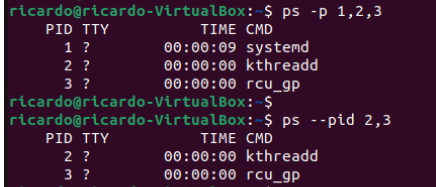 ricardo@ricardo-VirtualBox:~$ ps -p 1,2,3
PID TTY TIME CMD
1 ? 00:00:09 systemd
2 ? 00:00:00 kthreadd
3 ? 00:00:00 rcu_gp
ricardo@ricardo-VirtualBox:~$
ricardo@ricardo-VirtualBox:~$ ps --pid 2,3
PID TTY TIME CMD
2 ? 00:00:00 kthreadd
3 ? 00:00:00 rcu_gp